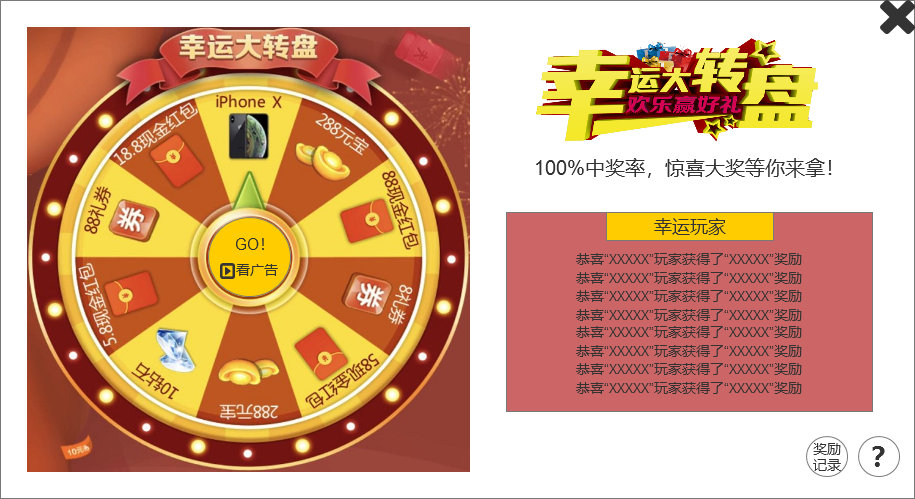 幸运大转盘
iPhone X
288元宝
888现金红包
8礼券
58现金红包
288元宝
10钻石
5.8现金红包
88礼券
18.8现金红包
券
券
GO!
看广告
10元券
幸运大转盘
欢乐赢好礼
100%中奖率，惊喜大奖等你来拿!
幸运玩家
恭喜“XXXXX”玩家获得了“XXXXX”奖励
恭喜“XXXXX”玩家获得了“XXXXX”奖励
恭喜“XXXXX”玩家获得了“XXXXX”奖励
恭喜“XXXXX”玩家获得了“XXXXX”奖励
恭喜“XXXXX”玩家获得了“XXXXX”奖励
恭喜“XXXXX”玩家获得了“XXXXX”奖励
恭喜“XXXXX”玩家获得了“XXXXX”奖励
恭喜“XXXXX”玩家获得了“XXXXX”奖励
奖励
记录
?